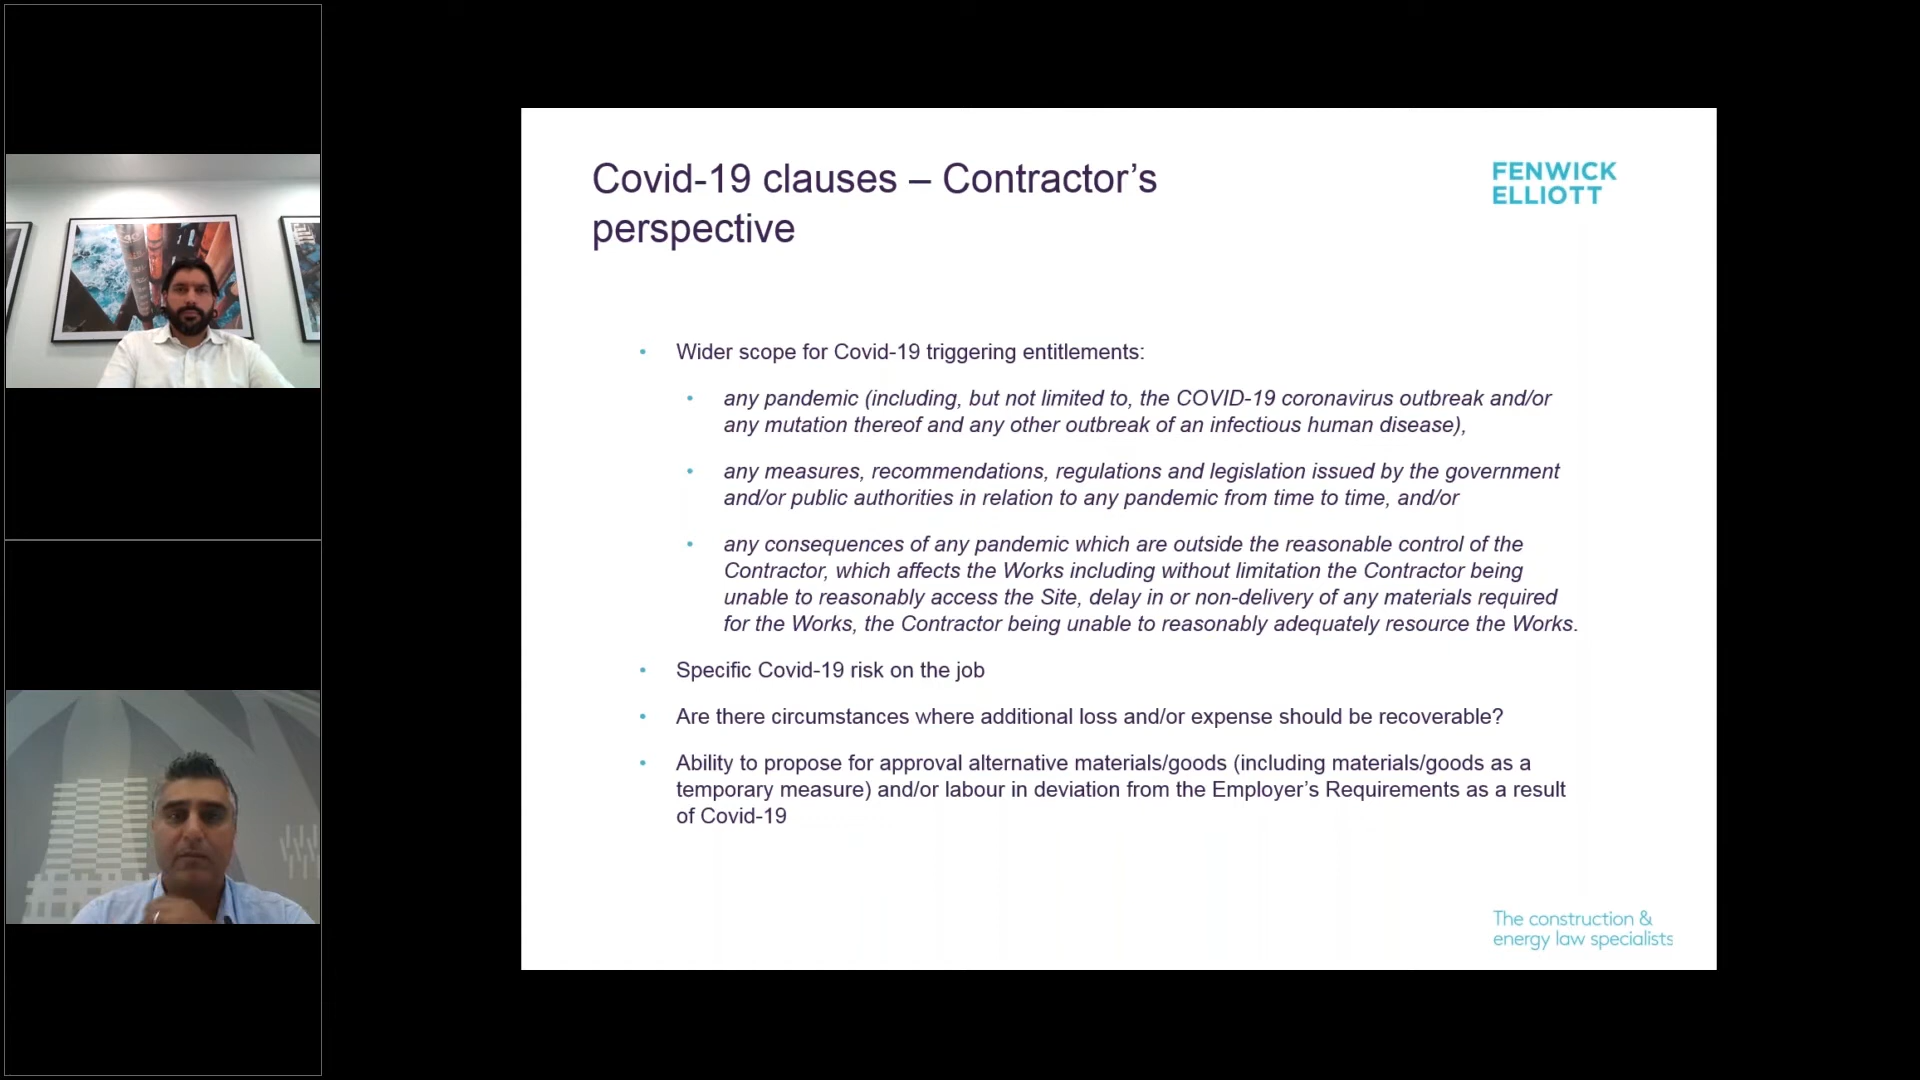 Covid-19 clauses – Contractor's
perspective
FENWICK
ELLIOTT
• Wider scope for Covid-19 triggering entitlements:
• any pandemic (including, but not limited to, the COVID-19 coronavirus outbreak and/or
any mutation thereof and any other outbreak of an infectious human disease),
• any measures, recommendations, regulations and legislation issued by the government
and/or public authorities in relation to any pandemic from time to time, and/or
• any consequences of any pandemic which are outside the reasonable control of the
Contractor, which affects the Works including without limitation the Contractor being
unable to reasonably access the Site, delay in or non-delivery of any materials required
for the Works, the Contractor being unable to reasonably adequately resource the Works.
• Specific Covid-19 risk on the job
• Are there circumstances where additional loss and/or expense should be recoverable?
• Ability to propose for approval alternative materials/goods (including materials/goods as a
temporary measure) and/or labour in deviation from the Employer's Requirements as a result
of Covid-19
The construction &
energy law specialists